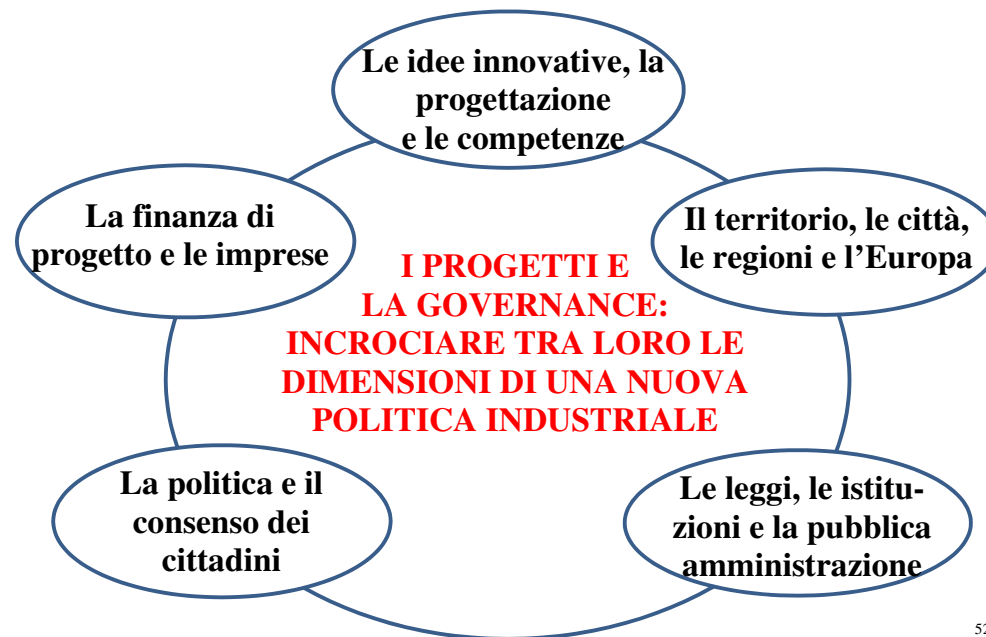 Le idee innovative, la
progettazione
e le competenze
La finanza di
progetto e le imprese
Il territorio, le città,
le regioni e l'Europa
I PROGETTI E
LA GOVERNANCE:
INCROCIARE TRA LORO LE
DIMENSIONI DI UNA NUOVA
POLITICA INDUSTRIALE
La politica e il
consenso dei
cittadini
Le leggi, le istitu-
zioni e la pubblica
amministrazione
52